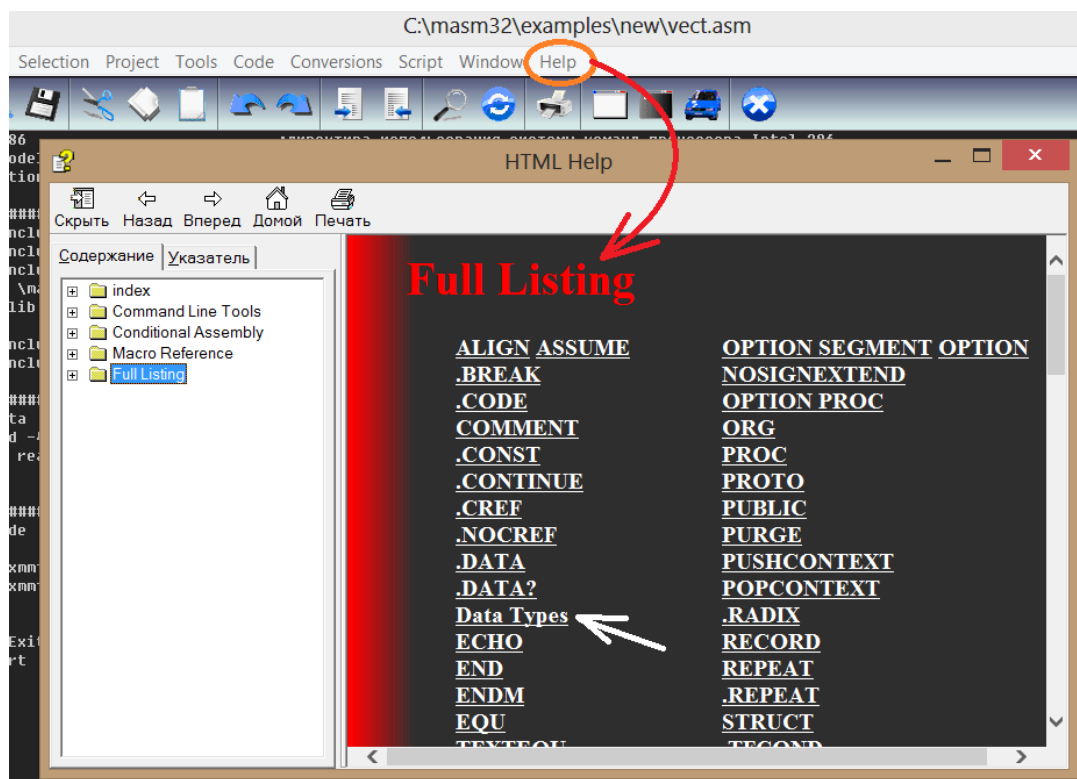 C:\masm32\examples\new\vect.asm
Selection Project Tools Code Conversions Script Window Help
HTML Help
Скрыть Назад Вперед Домой Печать
Содержание Указатель
index
Command Line Tools
Conditional Assembly
Macro Reference
Full Listing
Full Listing
ALIGN ASSUME
.BREAK
.CODE
COMMENT
.CONST
.CONTINUE
.CREF
.NOCREF
.DATA
.DATA?
Data Types
ECHO
END
ENDM
EQU
TEXTEQU
OPTION SEGMENT OPTION
NOSIGNEXTEND
OPTION PROC
ORG
PROC
PROTO
PUBLIC
PURGE
PUSHCONTEXT
POPCONTEXT
.RADIX
RECORD
REPEAT
.REPEAT
STRUCT